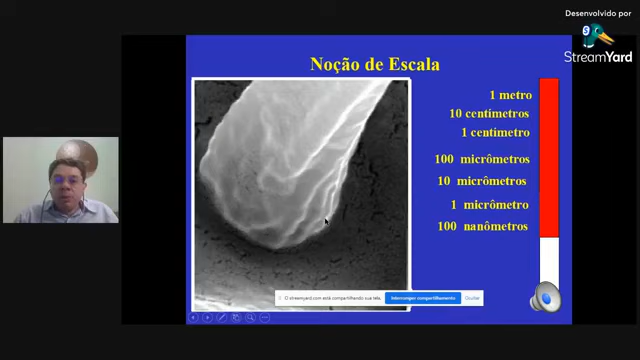 Desenvolvido por
StreamYard
Noção de Escala
1 metro
10 centímetros
1 centímetro
100 micrômetros
10 micrômetros
1 micrômetro
100 nanômetros
O streamyard.com está compartilhando sua tela.
Interromper compartilhamento
Ocultar